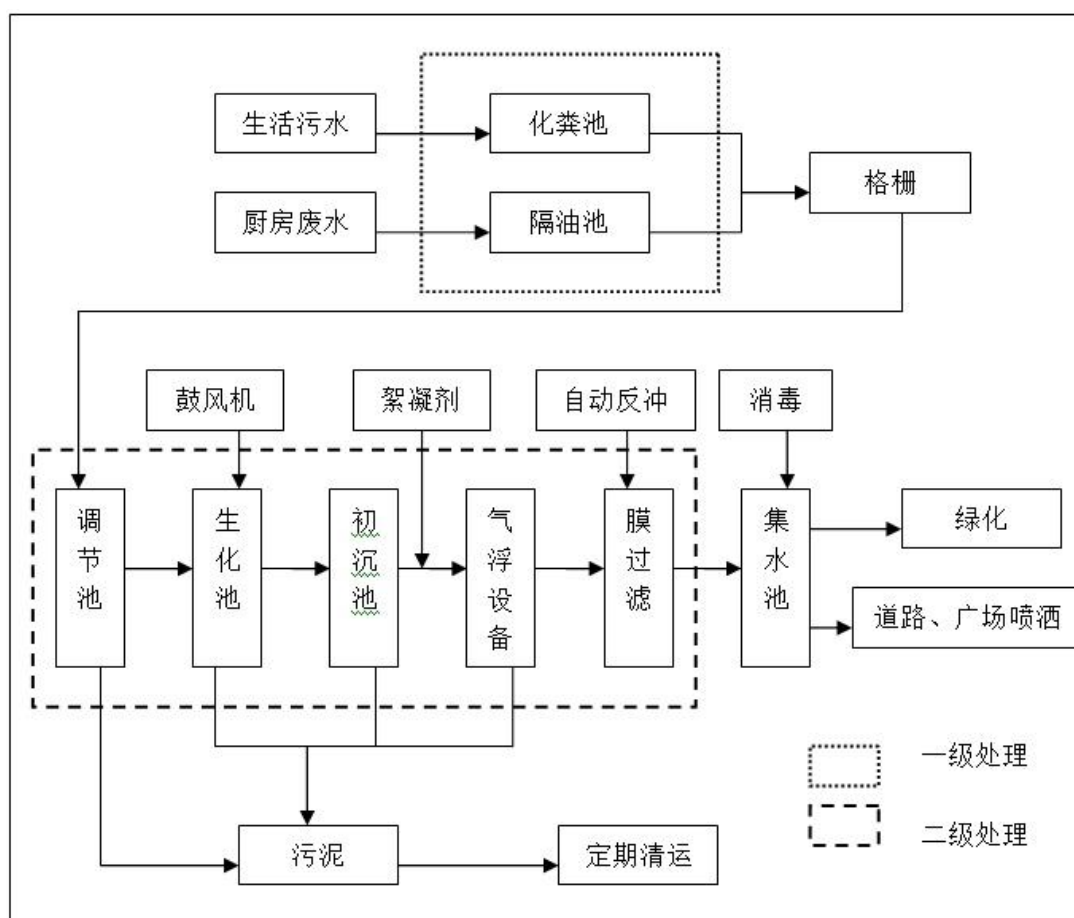 生活污水
化粪池
格栅
厨房废水
隔油池
鼓风机
絮凝剂
自动反冲
消毒
调节池
生化池
初沉池
气浮设备
膜过滤
集水池
绿化
道路、广场喷洒
一级处理
二级处理
污泥
定期清运